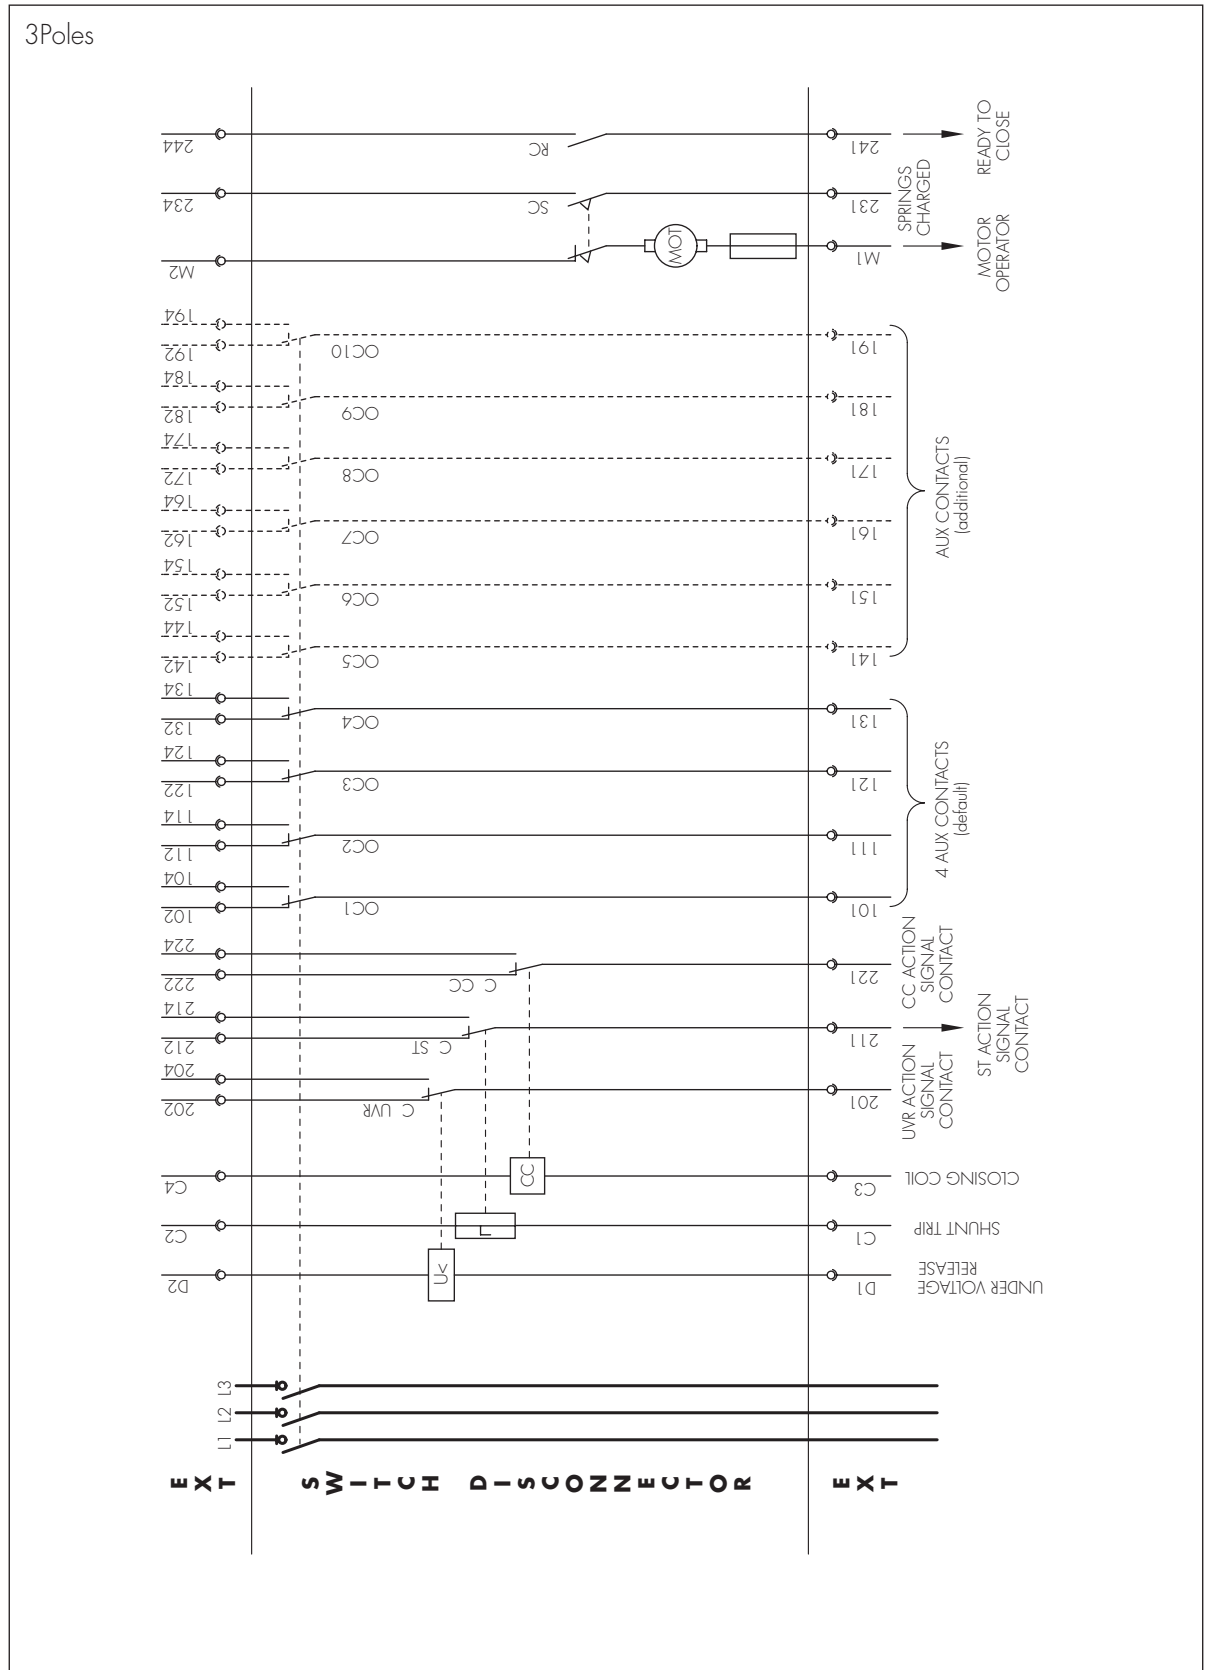 3Poles
244
RC
241
READY TO
CLOSE
234
SC
231
SPRINGS
CHARGED
M2
MOT
M1
MOTOR
OPERATOR
194
192
OC10
191
184
182
OC9
181
174
172
OC8
171
164
162
OC7
161
154
152
OC6
151
144
142
OC5
141
AUX CONTACTS
(additional)
134
132
OC4
131
124
122
OC3
121
114
112
OC2
111
104
102
OC1
101
4 AUX CONTACTS
(default)
224
222
C CC
221
CC ACTION
SIGNAL
CONTACT
214
212
C ST
211
ST ACTION
SIGNAL
CONTACT
204
202
C UVR
201
UVR ACTION
SIGNAL
CONTACT
C4
CC
C3
CLOSING COIL
C2
C1
SHUNT TRIP
D2
U<
D1
UNDER VOLTAGE
RELEASE
L3
L2
L1
EXT
SWITCH DISCONNECTOR
EXT